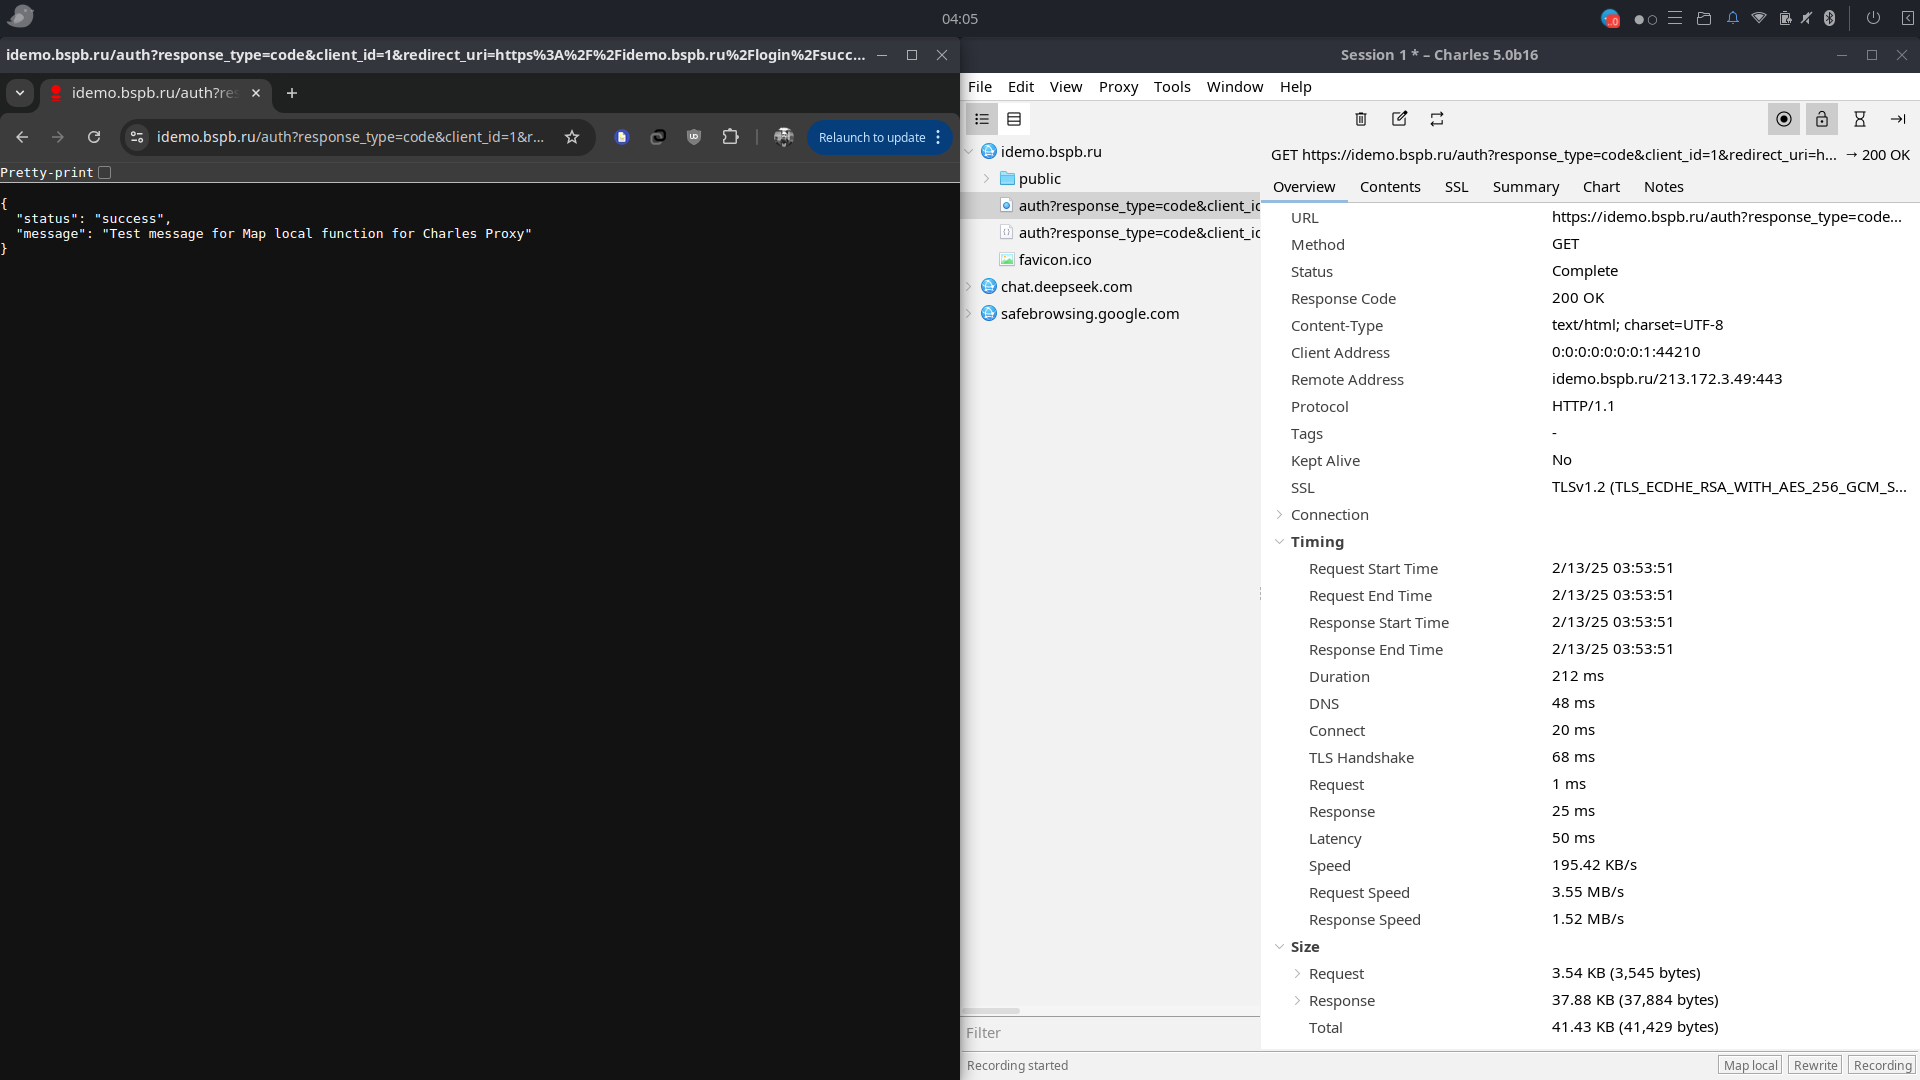 04:05
idemo.bspb.ru/auth?response_type=code&client_id=1&redirect_uri=https%3A%2F%2Fidemo.bspb.ru%2Flogin%2Fsucc...
idemo.bspb.ru/auth?res
idemo.bspb.ru/auth?response_type=code&client_id=1&r...
Relaunch to update
Pretty-print
{
"status": "success",
"message": "Test message for Map local function for Charles Proxy"
}
Session 1 * – Charles 5.0b16
File Edit View Proxy Tools Window Help
idemo.bspb.ru
public
auth?response_type=code&client_id
auth?response_type=code&client_id
favicon.ico
chat.deepseek.com
safebrowsing.google.com
Filter
GET https://idemo.bspb.ru/auth?response_type=code&client_id=1&redirect_uri=h... → 200 OK
Overview Contents SSL Summary Chart Notes
URL https://idemo.bspb.ru/auth?response_type=code...
Method GET
Status Complete
Response Code 200 OK
Content-Type text/html; charset=UTF-8
Client Address 0:0:0:0:0:0:0:1:44210
Remote Address idemo.bspb.ru/213.172.3.49:443
Protocol HTTP/1.1
Tags -
Kept Alive No
SSL TLSv1.2 (TLS_ECDHE_RSA_WITH_AES_256_GCM_S...
Connection
Timing
Request Start Time 2/13/25 03:53:51
Request End Time 2/13/25 03:53:51
Response Start Time 2/13/25 03:53:51
Response End Time 2/13/25 03:53:51
Duration 212 ms
DNS 48 ms
Connect 20 ms
TLS Handshake 68 ms
Request 1 ms
Response 25 ms
Latency 50 ms
Speed 195.42 KB/s
Request Speed 3.55 MB/s
Response Speed 1.52 MB/s
Size
Request 3.54 KB (3,545 bytes)
Response 37.88 KB (37,884 bytes)
Total 41.43 KB (41,429 bytes)
Recording started
Map local Rewrite Recording